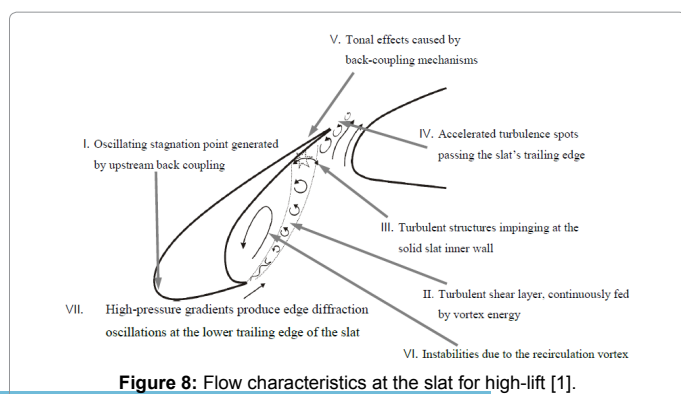 V. Tonal effects caused by
back-coupling mechanisms
I. Oscillating stagnation point generated
by upstream back coupling
IV. Accelerated turbulence spots
passing the slat's trailing edge
III. Turbulent structures impinging at the
solid slat inner wall
II. Turbulent shear layer, continuously fed
by vortex energy
VII. High-pressure gradients produce edge diffraction
oscillations at the lower trailing edge of the slat
VI. Instabilities due to the recirculation vortex
Figure 8: Flow characteristics at the slat for high-lift [1].